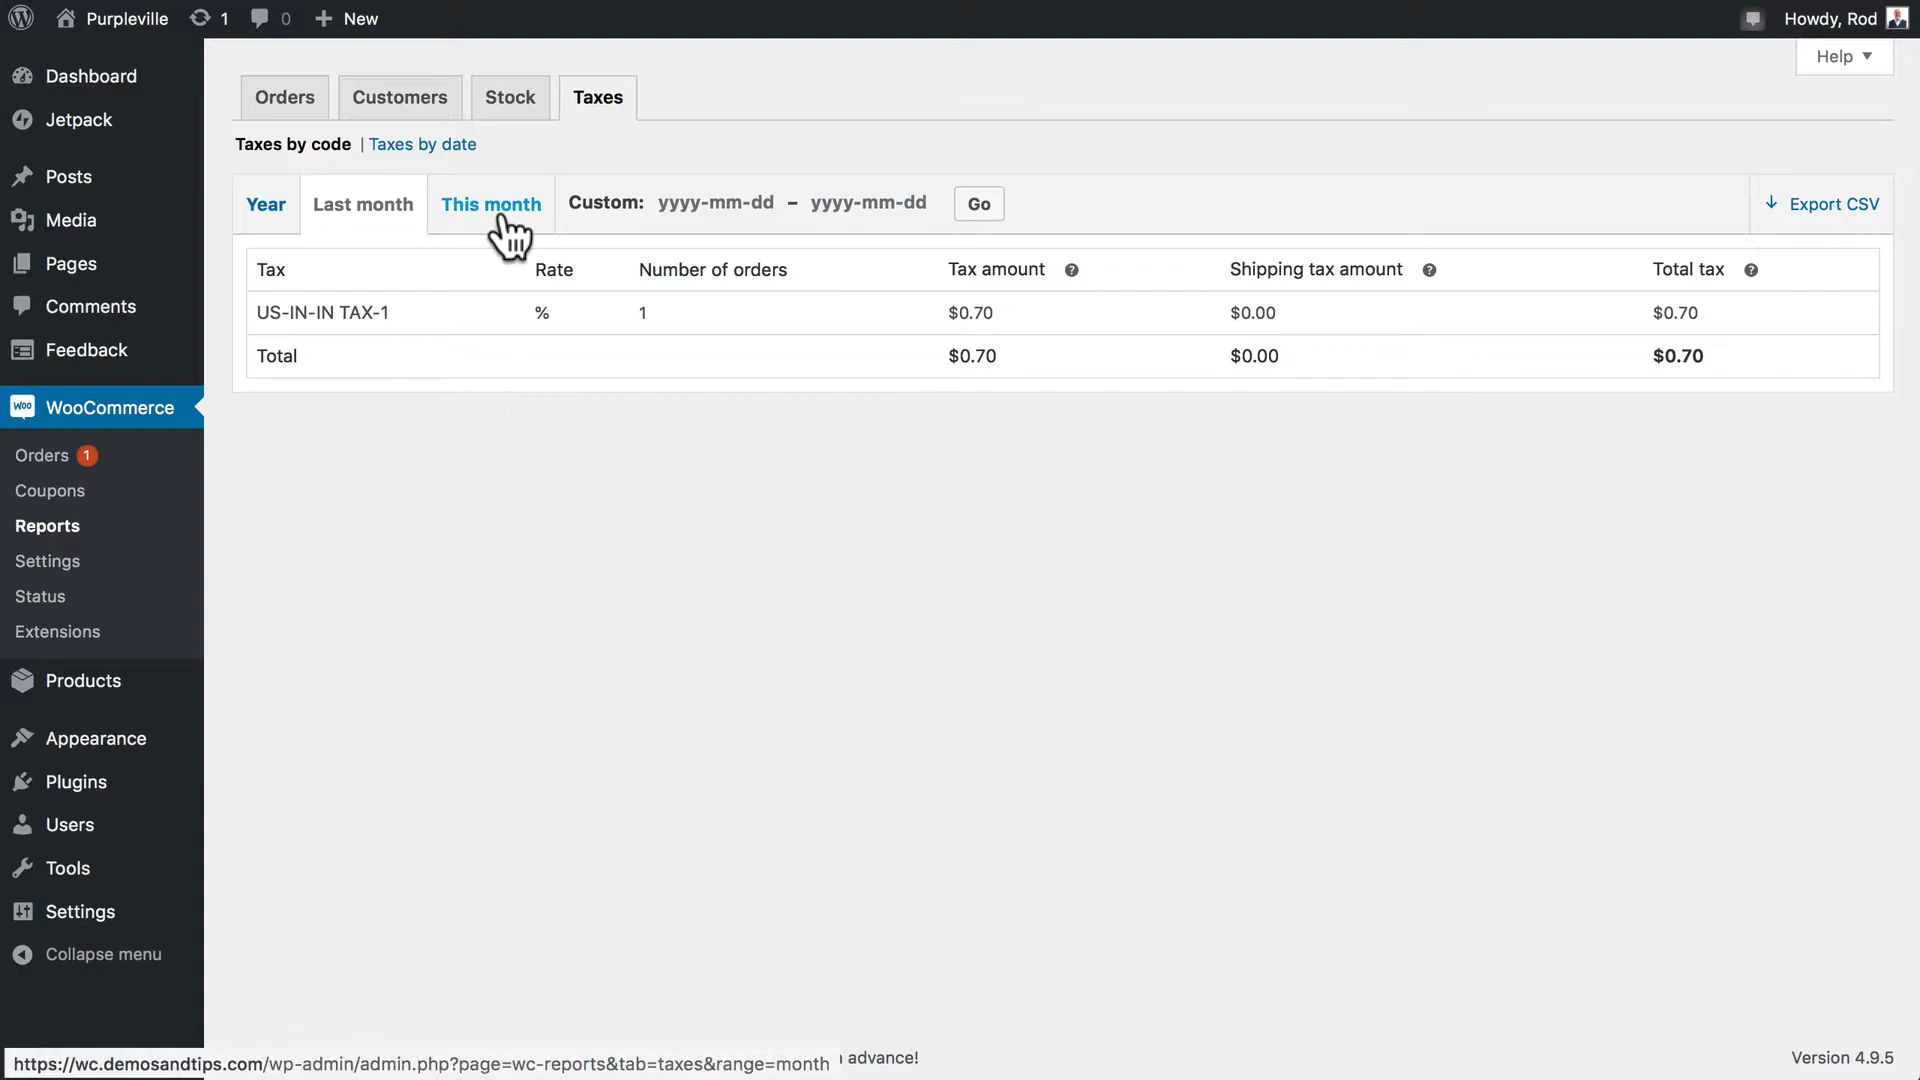 Purpleville 1 0 New Howdy, Rod
Help
Dashboard
Jetpack
Posts
Media
Pages
Comments
Feedback
WOO WooCommerce
Orders 1
Coupons
Reports
Settings
Status
Extensions
Products
Appearance
Plugins
Users
Tools
Settings
Collapse menu
Orders Customers Stock Taxes
Taxes by code | Taxes by date
Year Last month This month Custom: yyyy-mm-dd – yyyy-mm-dd Go Export CSV
Tax Rate Number of orders Tax amount ? Shipping tax amount ? Total tax ?
US-IN-IN TAX-1 % 1 $0.70 $0.00 $0.70
Total $0.70 $0.00 $0.70
https://wc.demosandtips.com/wp-admin/admin.php?page=wc-reports&tab=taxes&range=month advance! Version 4.9.5